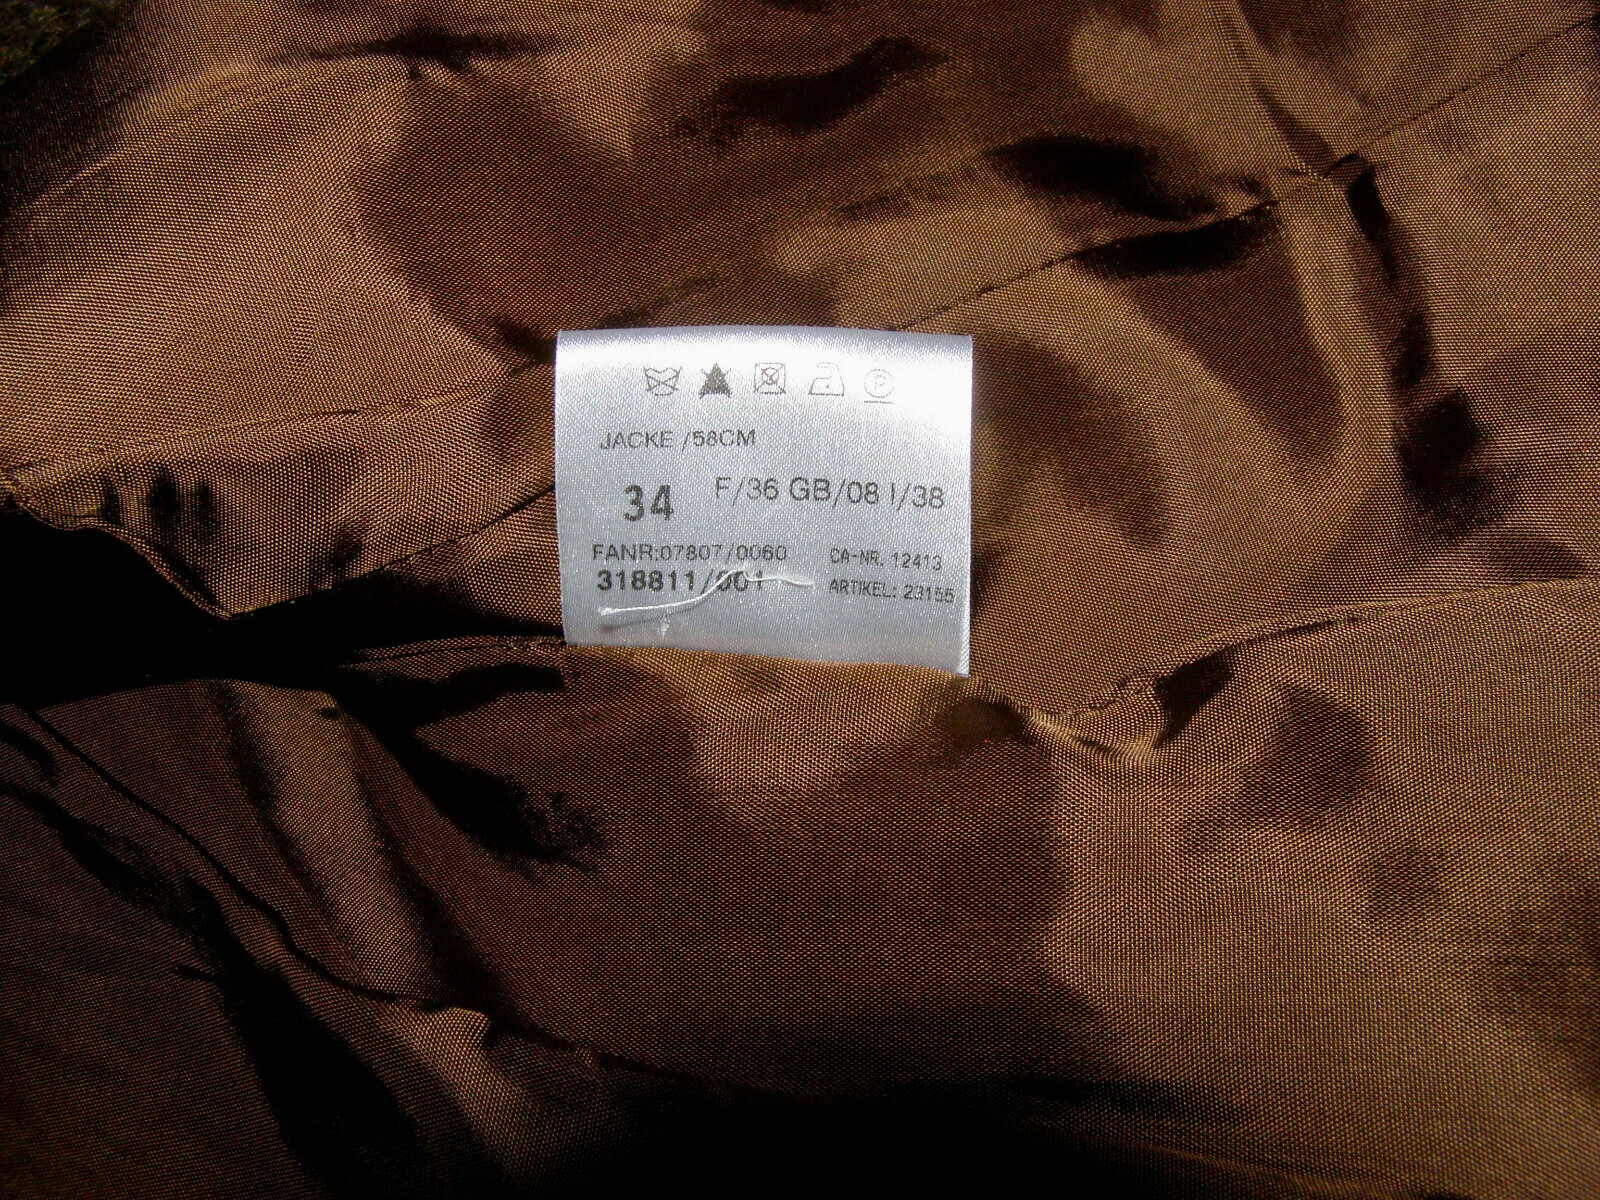 JACKE /58CM
34 F/36 GB/08 I/38
FANR:07807/0060 CA-NR. 12413
318811/001 ARTIKEL: 23155